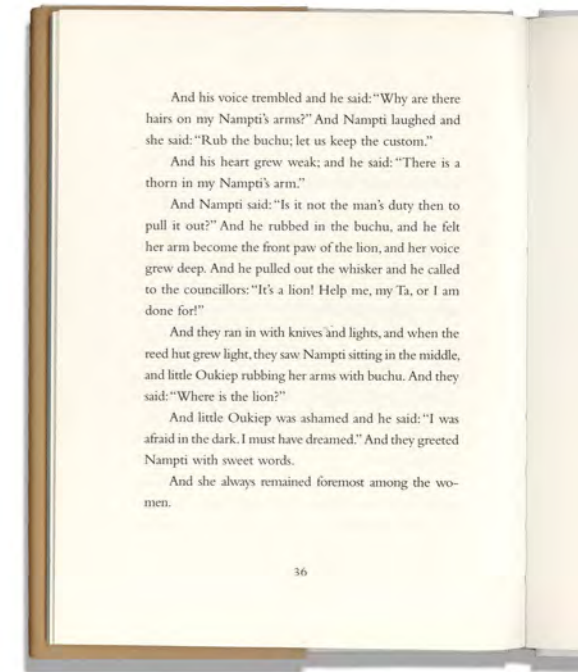 And his voice trembled and he said: “Why are there
hairs on my Nampti's arms?” And Nampti laughed and
she said: “Rub the buchu; let us keep the custom.”
And his heart grew weak; and he said: “There is a
thorn in my Nampti's arm.”
And Nampti said: “Is it not the man's duty then to
pull it out?” And he rubbed in the buchu, and he felt
her arm become the front paw of the lion, and her voice
grew deep. And he pulled out the whisker and he called
to the councillors: “It's a lion! Help me, my Ta, or I am
done for!”
And they ran in with knives and lights, and when the
reed hut grew light, they saw Nampti sitting in the middle,
and little Oukiep rubbing her arms with buchu. And they
said: “Where is the lion?”
And little Oukiep was ashamed and he said: “I was
afraid in the dark. I must have dreamed.” And they greeted
Nampti with sweet words.
And she always remained foremost among the wo-
men.
36